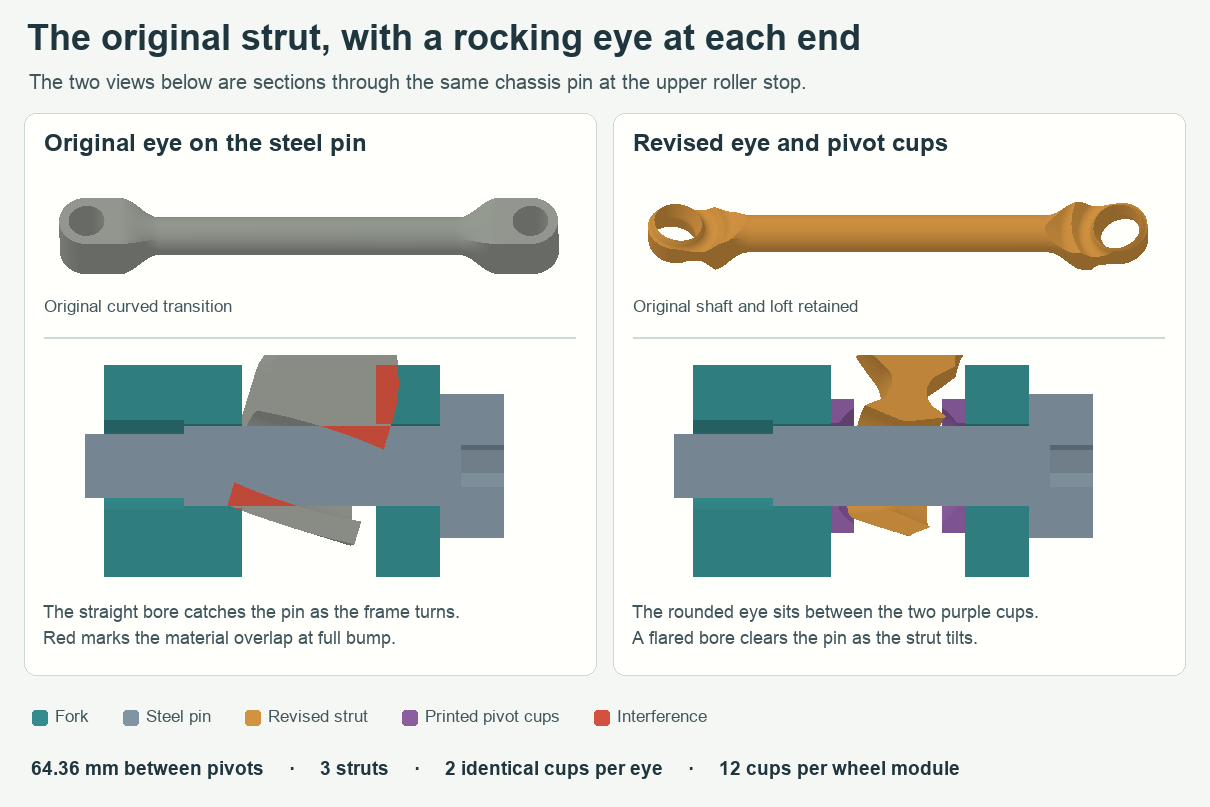 The original strut, with a rocking eye at each end
The two views below are sections through the same chassis pin at the upper roller stop.
Original eye on the steel pin
Original curved transition
The straight bore catches the pin as the frame turns.
Red marks the material overlap at full bump.
Revised eye and pivot cups
Original shaft and loft retained
The rounded eye sits between the two purple cups.
A flared bore clears the pin as the strut tilts.
Fork Steel pin Revised strut Printed pivot cups Interference
64.36 mm between pivots · 3 struts · 2 identical cups per eye · 12 cups per wheel module